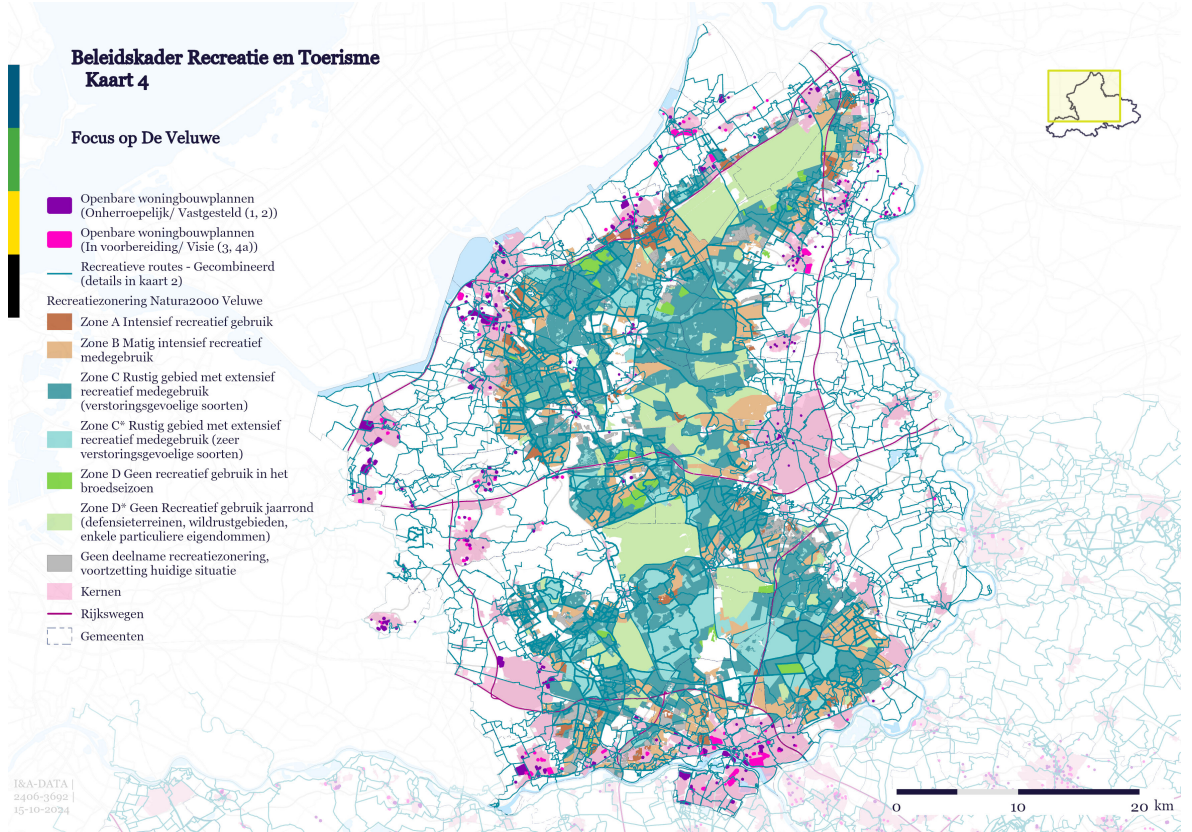 Beleidskader Recreatie en Toerisme
Kaart 4
Focus op De Veluwe
Openbare woningbouwplannen
(Onherroepelijk/ Vastgesteld (1, 2))
Openbare woningbouwplannen
(In voorbereiding/ Visie (3, 4a))
Recreatieve routes - Gecombineerd
(details in kaart 2)
Recreatiezonering Natura2000 Veluwe
Zone A Intensief recreatief gebruik
Zone B Matig intensief recreatief
medegebruik
Zone C Rustig gebied met extensief
recreatief medegebruik
(verstoringsgevoelige soorten)
Zone C* Rustig gebied met extensief
recreatief medegebruik (zeer
verstoringsgevoelige soorten)
Zone D Geen recreatief gebruik in het
broedseizoen
Zone D* Geen Recreatief gebruik jaarrond
(defensieterreinen, wildrustgebieden,
enkele particuliere eigendommen)
Geen deelname recreatiezonering,
voortzetting huidige situatie
Kernen
Rijkswegen
Gemeenten
I&A-DATA |
2406-3692 |
15-10-2024
0 10 20 km